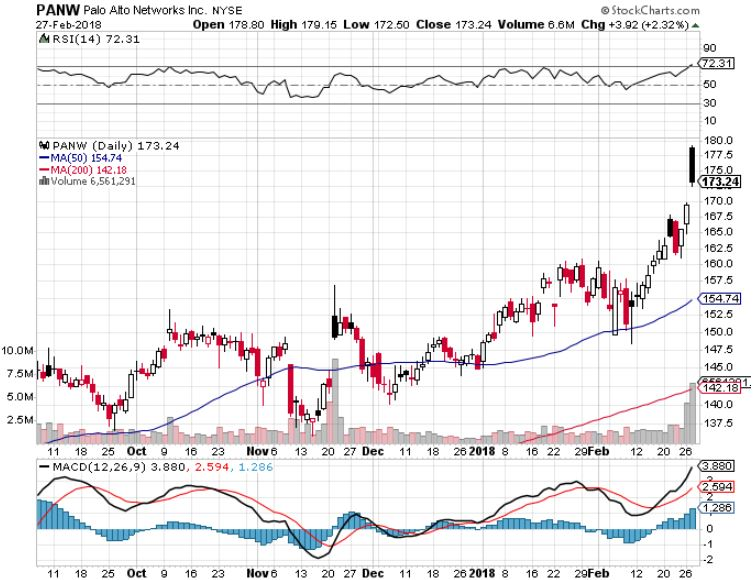 PANW Palo Alto Networks Inc. NYSE © StockCharts.com
27-Feb-2018 Open 178.80 High 179.15 Low 172.50 Close 173.24 Volume 6.6M Chg +3.92 (+2.32%)
RSI(14) 72.31
90
72.31
50
30
10
PANW (Daily) 173.24
MA(50) 154.74
MA(200) 142.18
Volume 6,561,291
180.0
177.5
175.0
173.24
170.0
167.5
165.0
162.5
160.0
157.5
154.74
152.5
150.0
147.5
145.0
142.18
140.0
137.5
10.0M
7.5M
5.0M
2.5M
11 18 25 Oct 9 16 23 Nov 6 13 20 27 Dec 11 18 26 2018 8 16 22 29 Feb 12 20 26
MACD(12,26,9) 3.880, 2.594, 1.286
3.880
2.594
2
1.286
0
-1
-2
11 18 25 Oct 9 16 23 Nov 6 13 20 27 Dec 11 18 26 2018 8 16 22 29 Feb 12 20 26